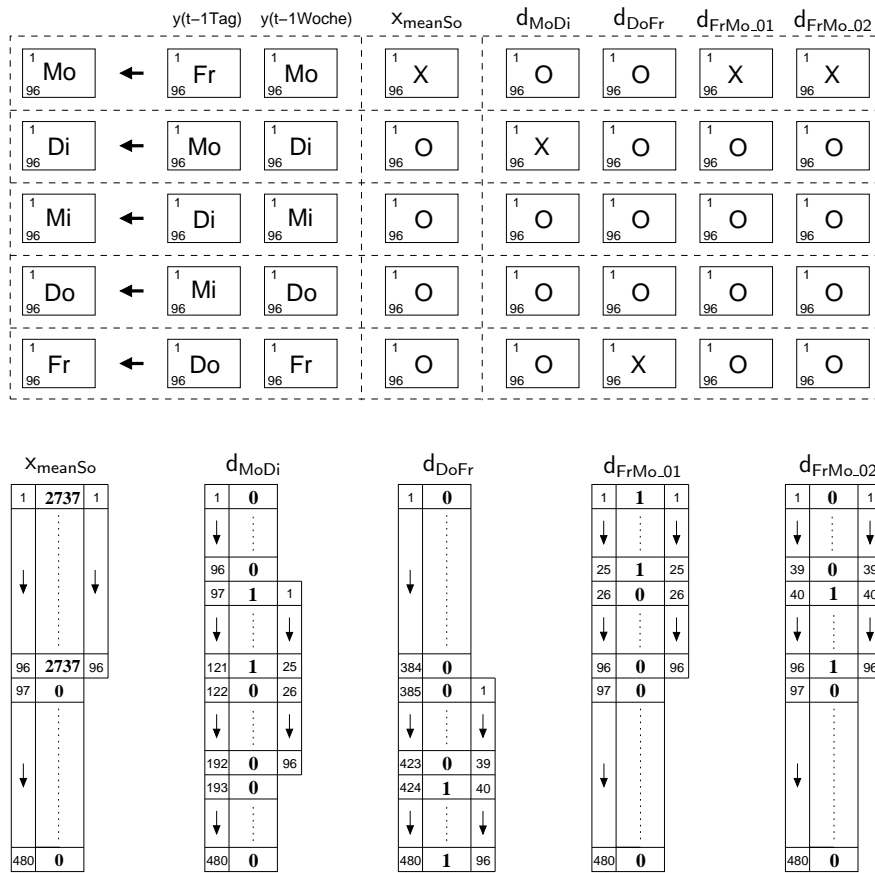 y(t−1Tag) y(t−1Woche) x_meanSo d_MoDi d_DoFr d_FrMo_01 d_FrMo_02
1 Mo 96 1 Fr 96 1 Mo 96 1 X 96 1 O 96 1 O 96 1 X 96 1 X 96
1 Di 96 1 Mo 96 1 Di 96 1 O 96 1 X 96 1 O 96 1 O 96 1 O 96
1 Mi 96 1 Di 96 1 Mi 96 1 O 96 1 O 96 1 O 96 1 O 96 1 O 96
1 Do 96 1 Mi 96 1 Do 96 1 O 96 1 O 96 1 O 96 1 O 96 1 O 96
1 Fr 96 1 Do 96 1 Fr 96 1 O 96 1 O 96 1 X 96 1 O 96 1 O 96
x_meanSo
1 2737 1
96 2737 96
97 0
480 0
d_MoDi
1 0
96 0
97 1 1
121 1 25
122 0 26
192 0 96
193 0
480 0
d_DoFr
1 0
384 0
385 0 1
423 0 39
424 1 40
480 1 96
d_FrMo_01
1 1 1
25 1 25
26 0 26
96 0 96
97 0
480 0
d_FrMo_02
1 0 1
39 0 39
40 1 40
96 1 96
97 0
480 0